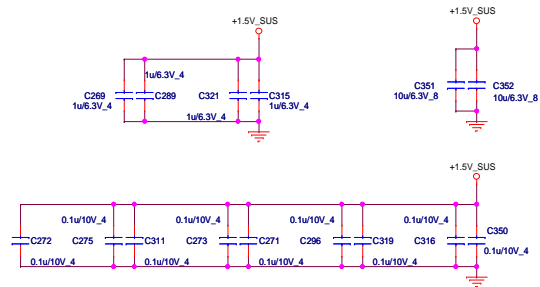 +1.5V_SUS
+1.5V_SUS
1u/6.3V_4
C269
C289
C321
C315
1u/6.3V_4
1u/6.3V_4
1u/6.3V_4
C351
C352
10u/6.3V_8
10u/6.3V_8
+1.5V_SUS
0.1u/10V_4
0.1u/10V_4
0.1u/10V_4
0.1u/10V_4
C272
C275
C311
C273
C271
C296
C319
C316
C350
0.1u/10V_4
0.1u/10V_4
0.1u/10V_4
0.1u/10V_4
0.1u/10V_4